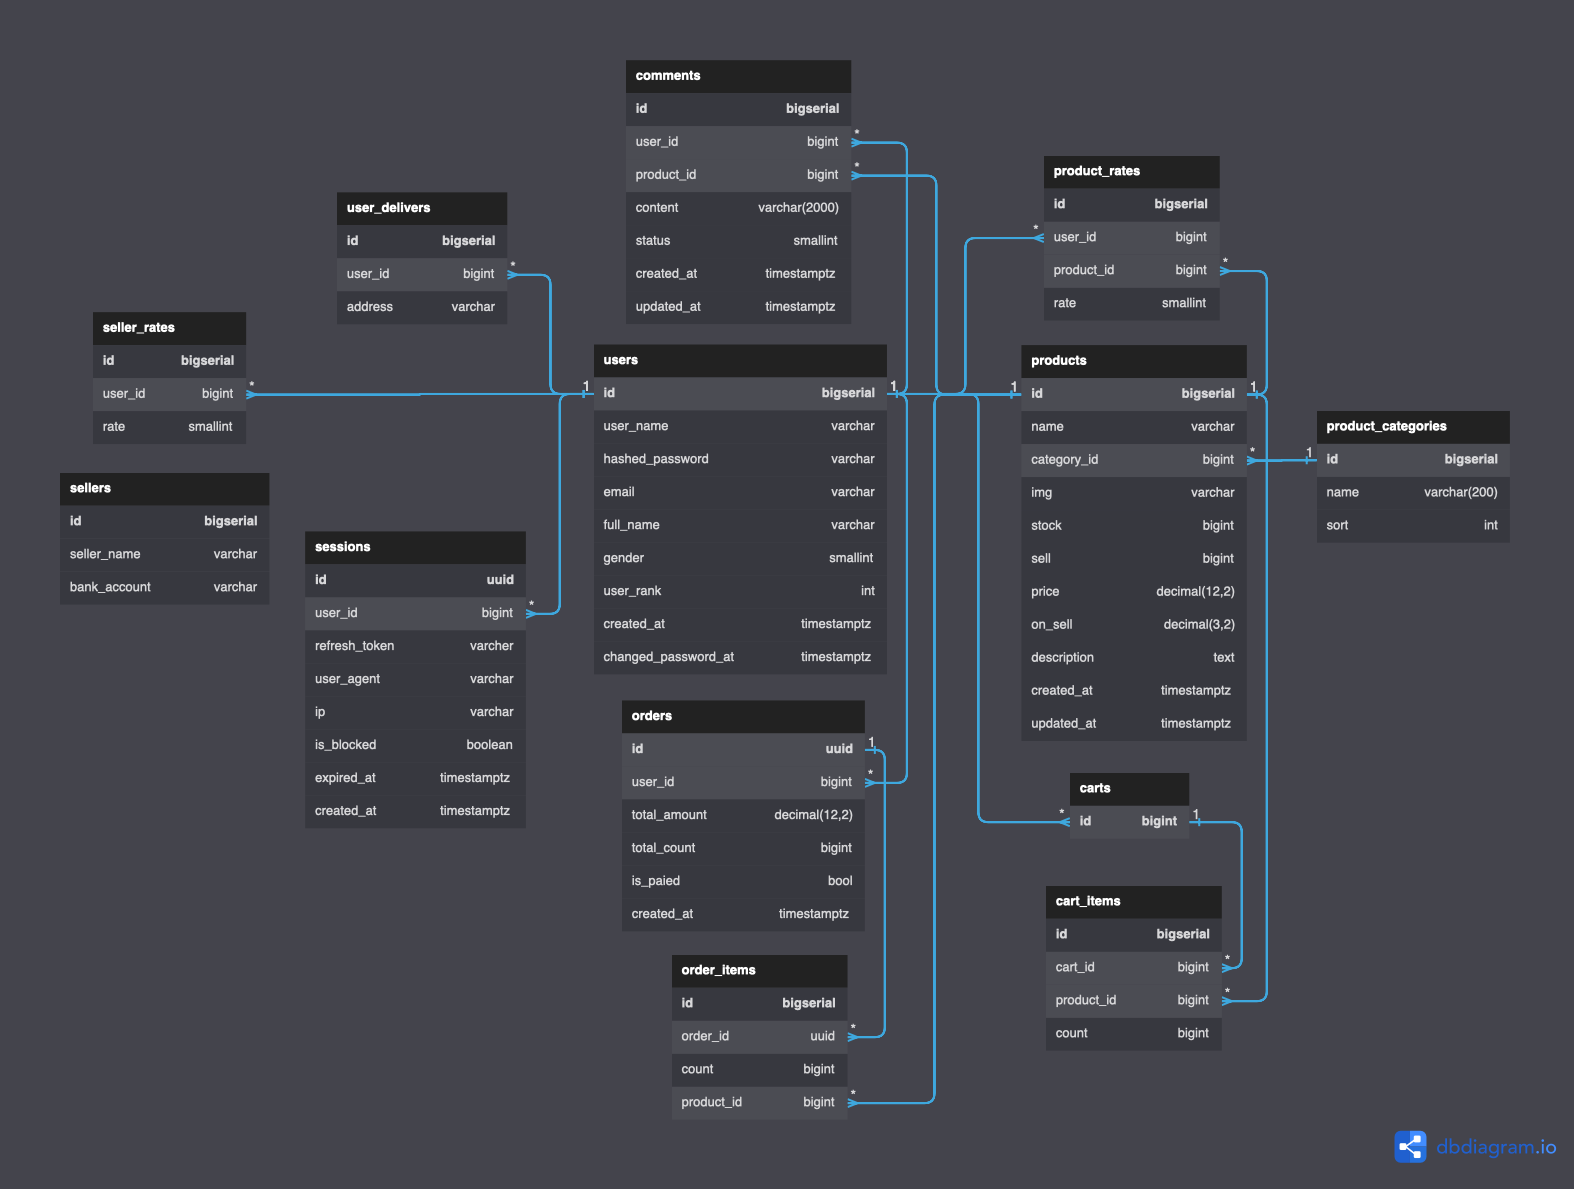 comments
id bigserial
* 
user_id bigint
*
product_id bigint
content varchar(2000)
status smallint
created_at timestamptz
updated_at timestamptz
product_rates
id bigserial
*
user_id bigint
*
product_id bigint
rate smallint
user_delivers
id bigserial
*
user_id bigint
address varchar
seller_rates
id bigserial
*
user_id bigint
rate smallint
users
1 1
id bigserial
user_name varchar
hashed_password varchar
email varchar
full_name varchar
gender smallint
user_rank int
created_at timestamptz
changed_password_at timestamptz
products
1 1
id bigserial
name varchar
*
category_id bigint
img varchar
stock bigint
sell bigint
price decimal(12,2)
on_sell decimal(3,2)
description text
created_at timestamptz
updated_at timestamptz
product_categories
1
id bigserial
name varchar(200)
sort int
sellers
id bigserial
seller_name varchar
bank_account varchar
sessions
id uuid
*
user_id bigint
refresh_token varcher
user_agent varchar
ip varchar
is_blocked boolean
expired_at timestamptz
created_at timestamptz
orders
1
id uuid
*
user_id bigint
total_amount decimal(12,2)
total_count bigint
is_paied bool
created_at timestamptz
carts
* 1
id bigint
cart_items
id bigserial
*
cart_id bigint
*
product_id bigint
count bigint
order_items
id bigserial
*
order_id uuid
count bigint
*
product_id bigint
dbdiagram.io